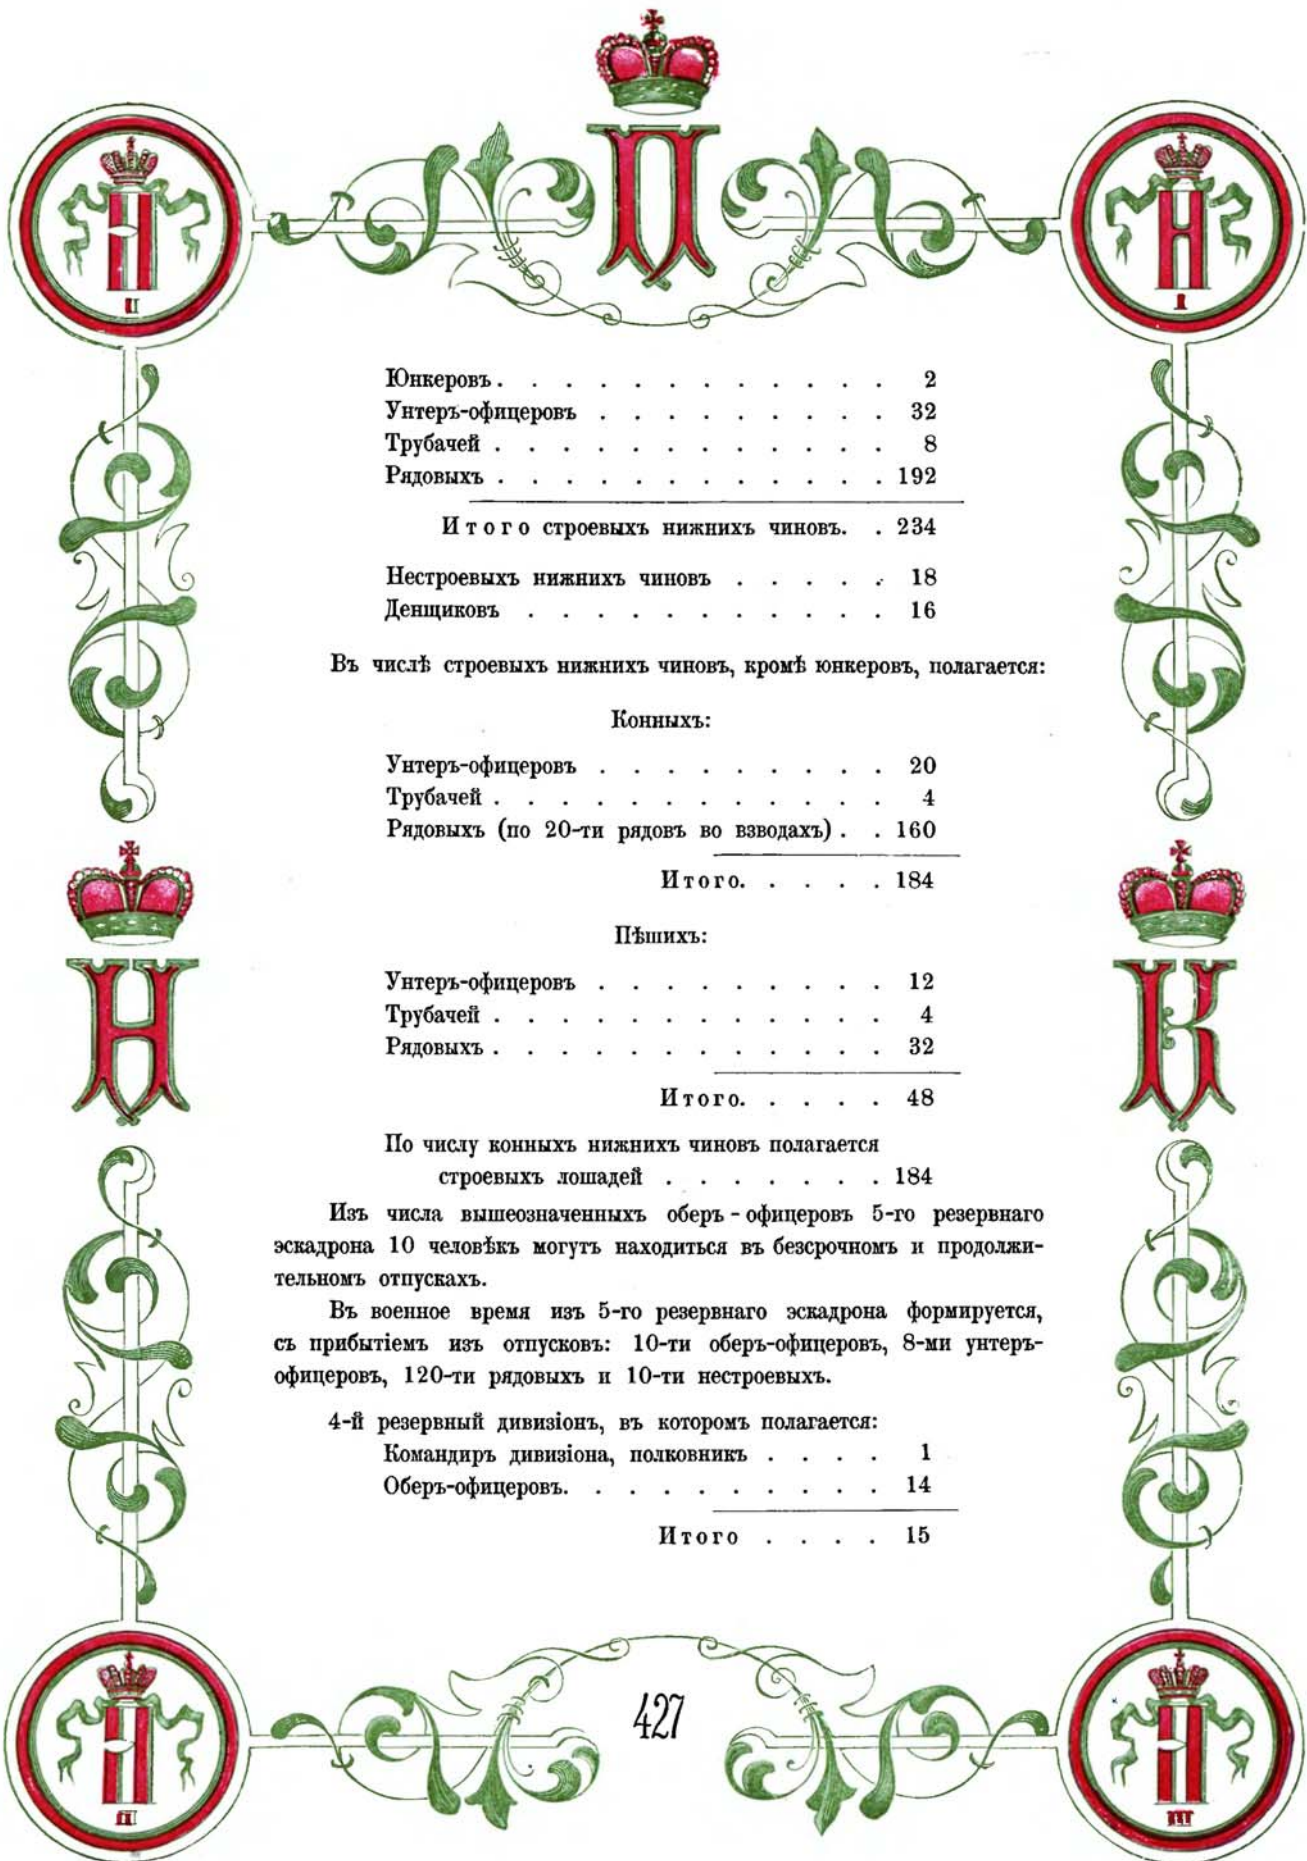 П
Юнкеровъ . . . . . . . . . . . . 2
Унтеръ-офицеровъ . . . . . . . . . 32
Трубачей . . . . . . . . . . . . 8
Рядовыхъ . . . . . . . . . . . . 192
Итого строевыхъ нижнихъ чиновъ. . 234
Нестроевыхъ нижнихъ чиновъ . . . . . 18
Денщиковъ . . . . . . . . . . . 16
Въ числѣ строевыхъ нижнихъ чиновъ, кромѣ юнкеровъ, полагается:
Конныхъ:
Унтеръ-офицеровъ . . . . . . . . . 20
Трубачей . . . . . . . . . . . . 4
Рядовыхъ (по 20-ти рядовъ во взводахъ) . . 160
Итого. . . . . 184
Пѣшихъ:
Унтеръ-офицеровъ . . . . . . . . . 12
Трубачей . . . . . . . . . . . . 4
Рядовыхъ . . . . . . . . . . . . 32
Итого. . . . . 48
По числу конныхъ нижнихъ чиновъ полагается
строевыхъ лошадей . . . . . . . 184
Изъ числа вышеозначенныхъ оберъ-офицеровъ 5-го резервнаго
эскадрона 10 человѣкъ могутъ находиться въ безсрочномъ и продолжи-
тельномъ отпускахъ.
Въ военное время изъ 5-го резервнаго эскадрона формируется,
съ прибытіемъ изъ отпусковъ: 10-ти оберъ-офицеровъ, 8-ми унтеръ-
офицеровъ, 120-ти рядовыхъ и 10-ти нестроевыхъ.
4-й резервный дивизіонъ, въ которомъ полагается:
Командиръ дивизіона, полковникъ . . . . 1
Оберъ-офицеровъ. . . . . . . . . . 14
Итого . . . . 15
Н
К
427